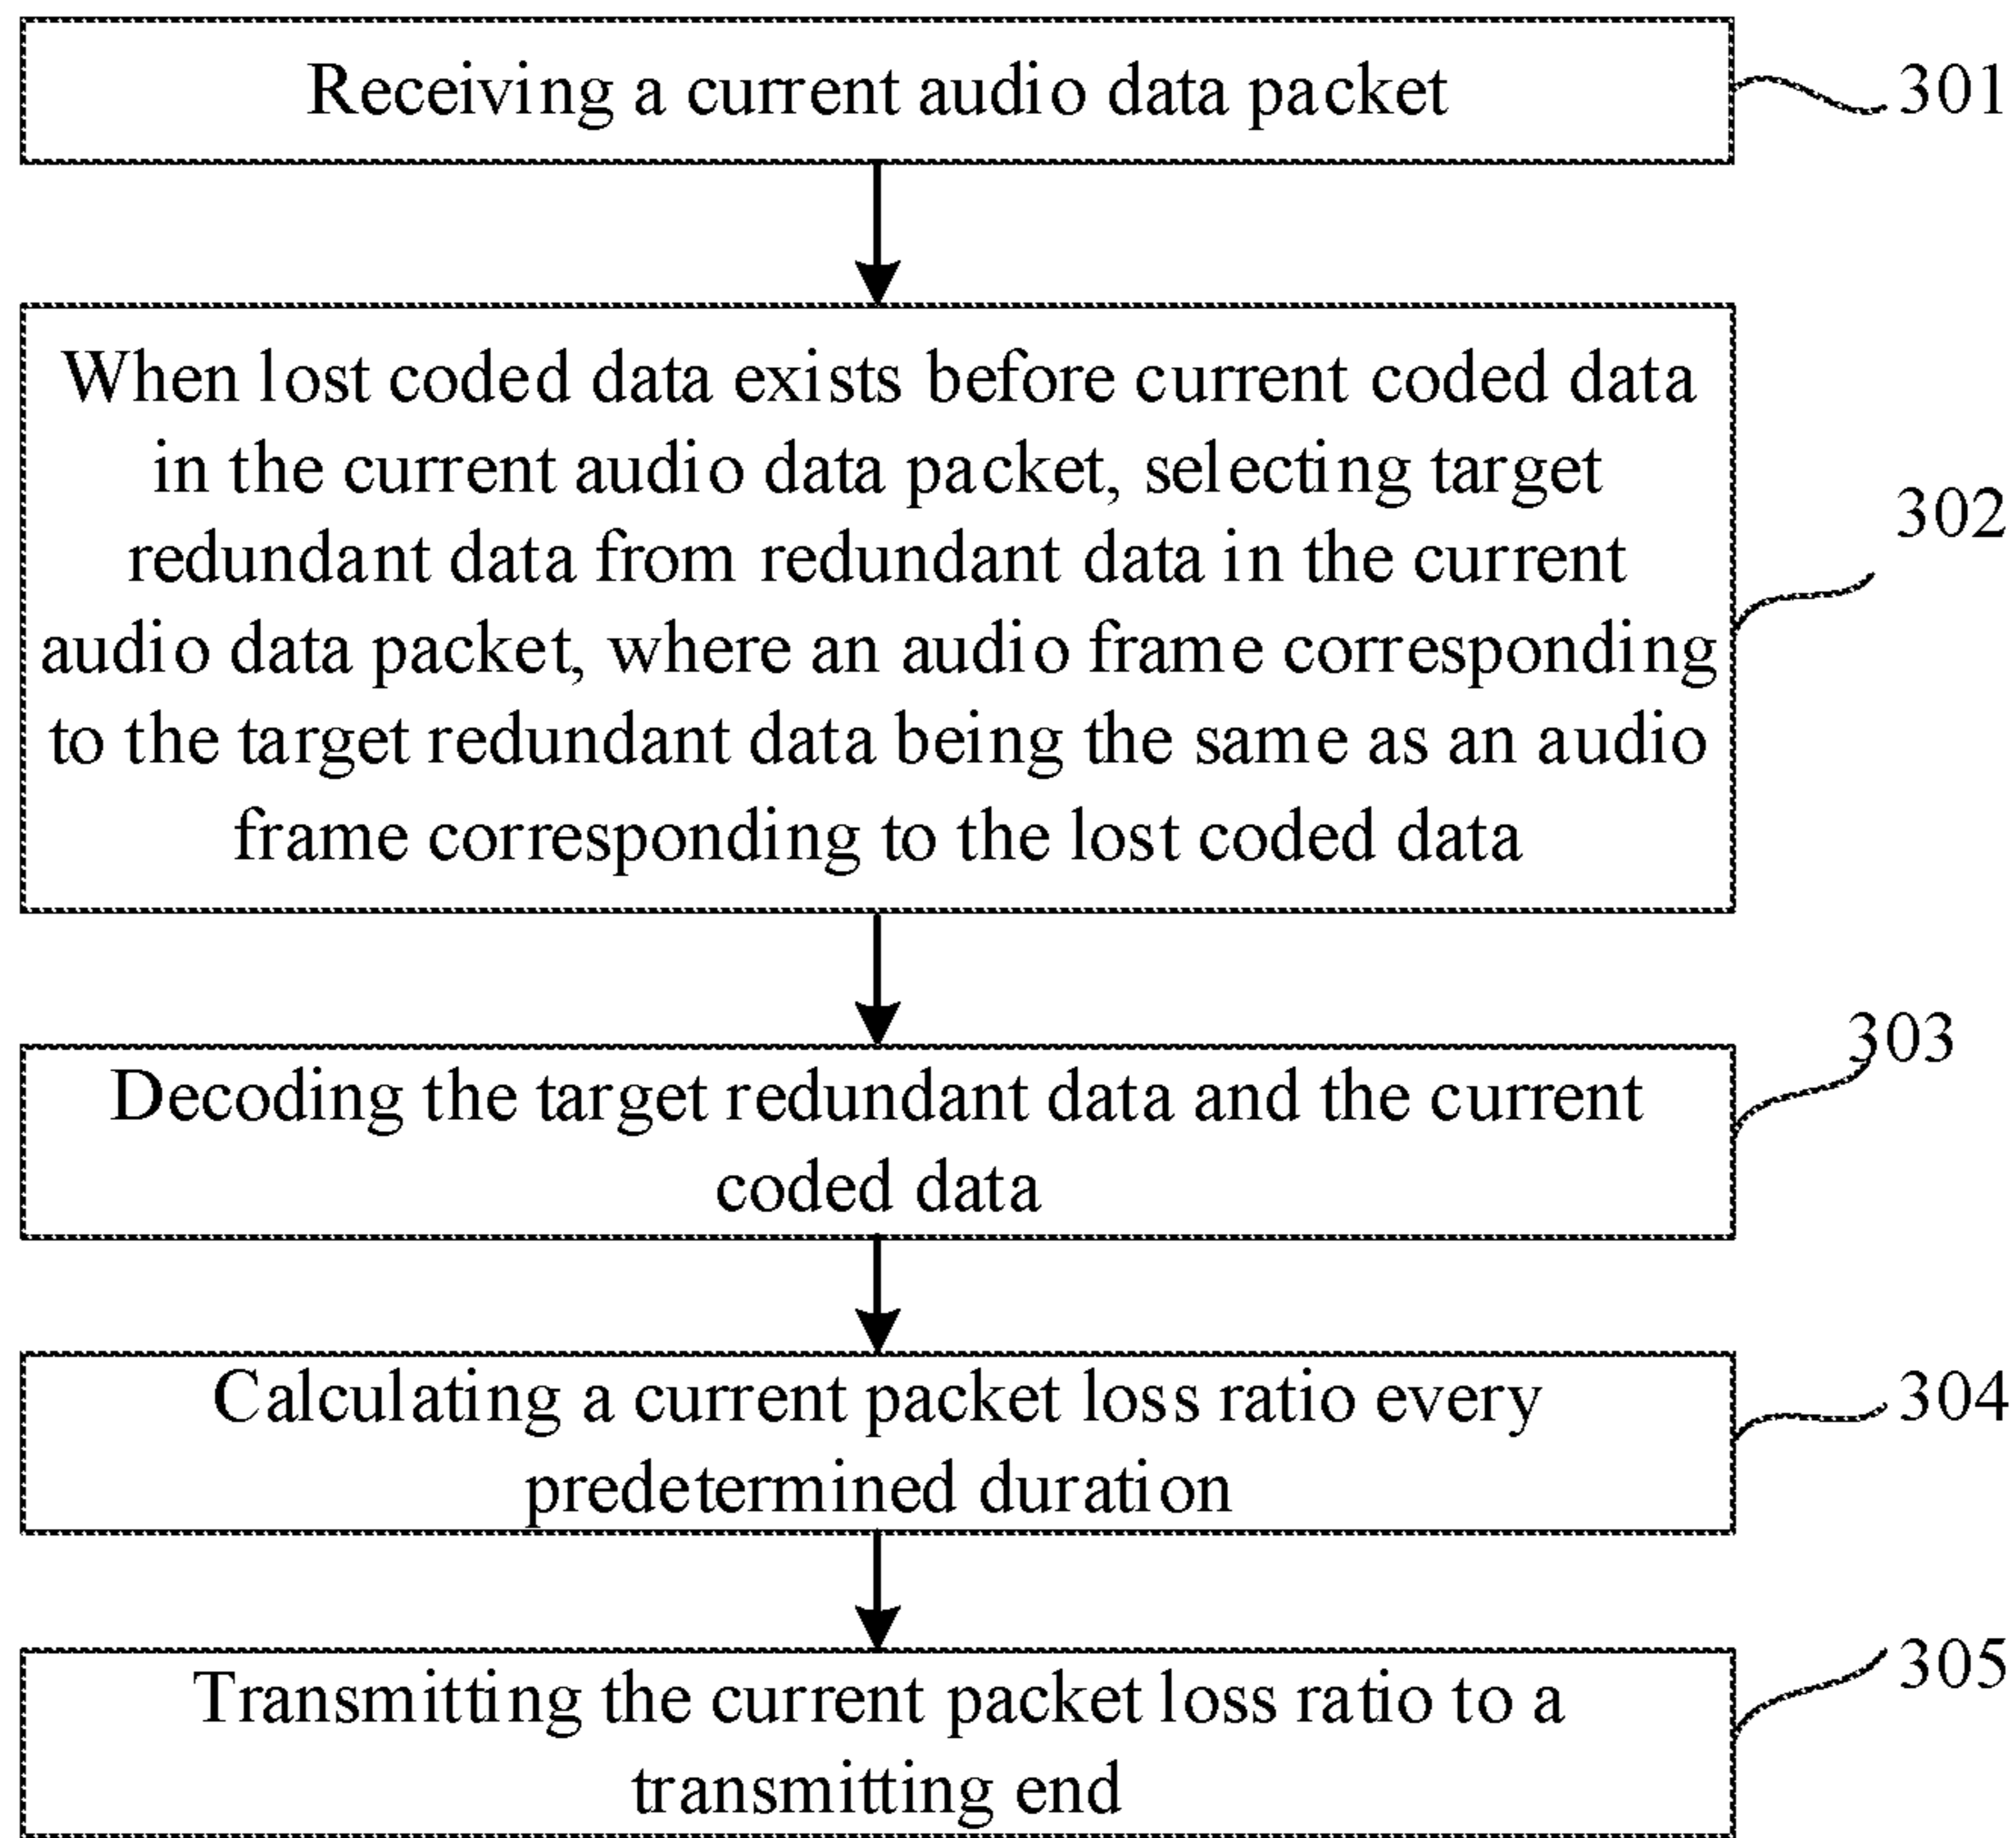 Receiving a current audio data packet
301
When lost coded data exists before current coded data
in the current audio data packet, selecting target
redundant data from redundant data in the current
audio data packet, where an audio frame corresponding
to the target redundant data being the same as an audio
frame corresponding to the lost coded data
302
303
Decoding the target redundant data and the current
coded data
Calculating a current packet loss ratio every
predetermined duration
304
Transmitting the current packet loss ratio to a
transmitting end
305